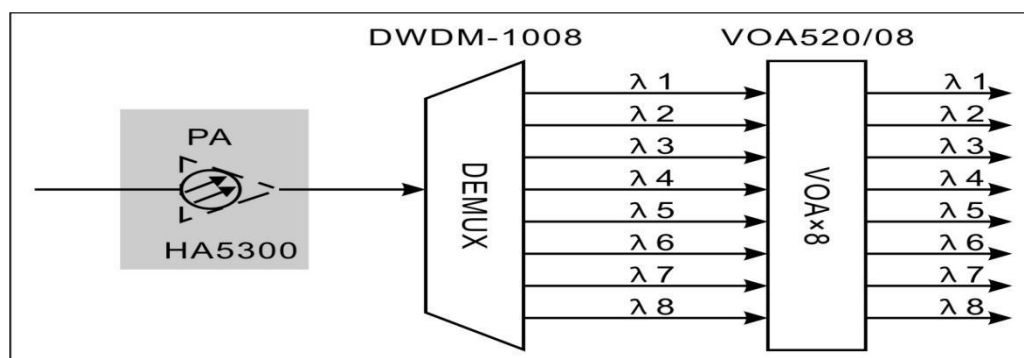 DWDM-1008 VOA520/08
PA
HA5300
DEMUX
λ 1
λ 2
λ 3
λ 4
λ 5
λ 6
λ 7
λ 8
VOA×8
λ 1
λ 2
λ 3
λ 4
λ 5
λ 6
λ 7
λ 8